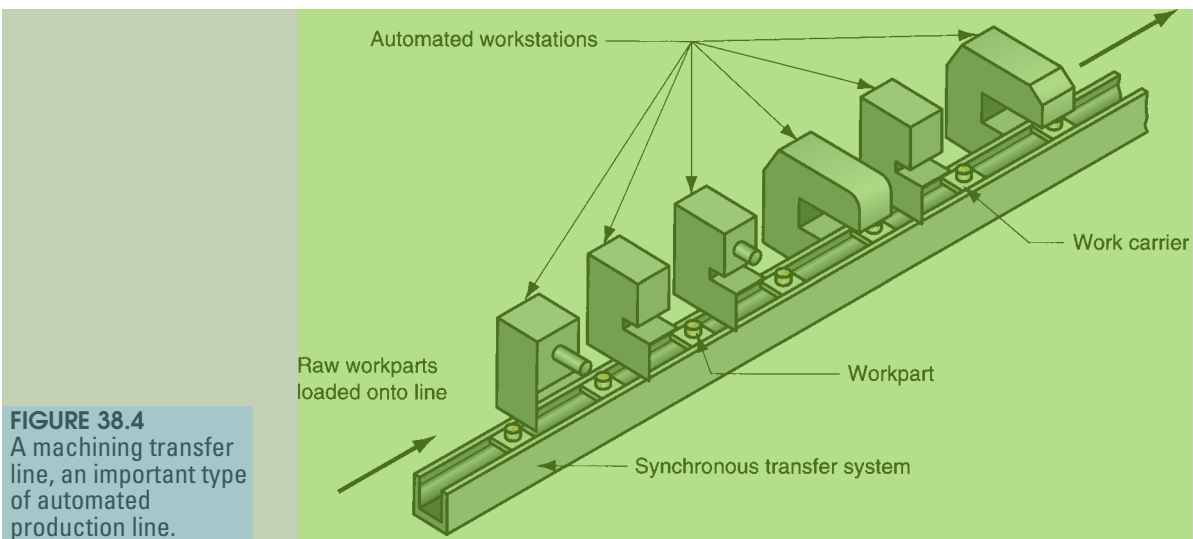 Automated workstations
Work carrier
Workpart
Raw workparts
loaded onto line
Synchronous transfer system
FIGURE 38.4
A machining transfer
line, an important type
of automated
production line.